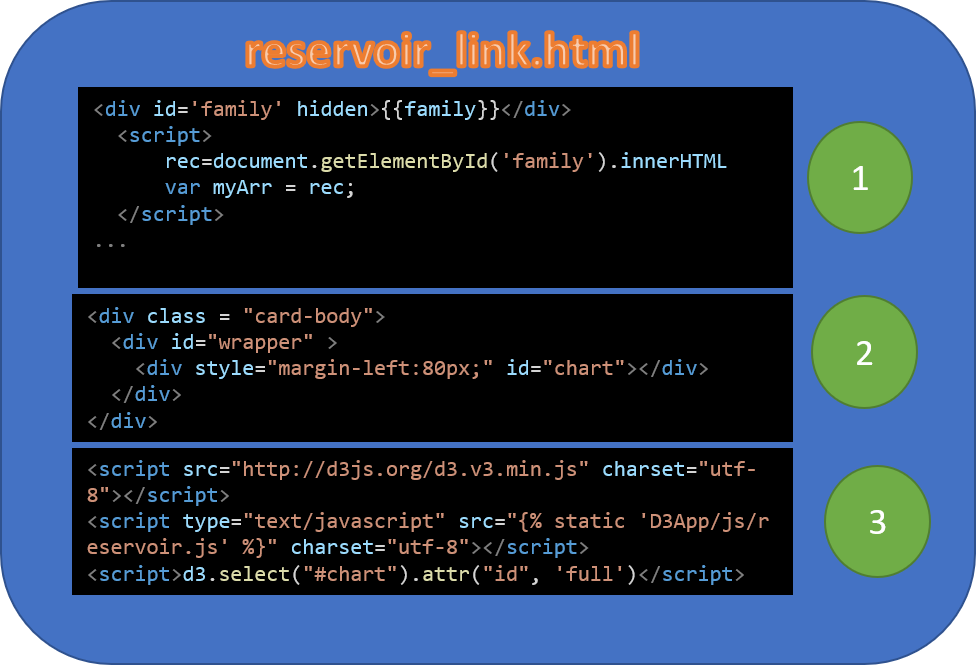 reservoir_link.html
<div id='family' hidden>{{family}}</div>
<script>
rec=document.getElementById('family').innerHTML
var myArr = rec;
</script>
...
1
<div class = "card-body">
<div id="wrapper" >
<div style="margin-left:80px;" id="chart"></div>
</div>
</div>
2
<script src="http://d3js.org/d3.v3.min.js" charset="utf-
8"></script>
<script type="text/javascript" src="{% static 'D3App/js/r
eservoir.js' %}" charset="utf-8"></script>
<script>d3.select("#chart").attr("id", 'full')</script>
3